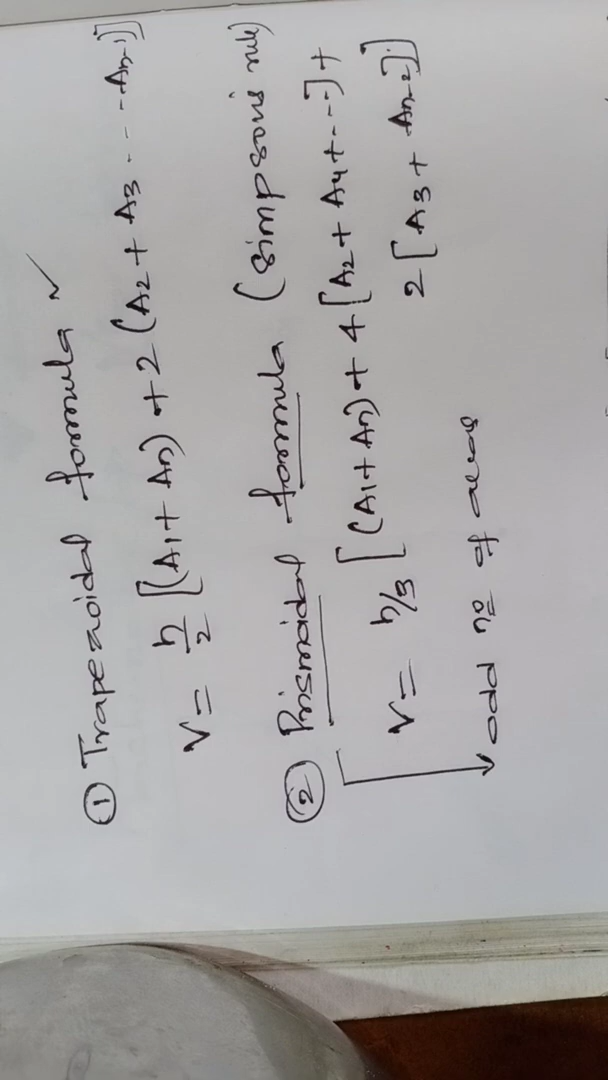 ① Trapezoidal formula ✓
V = h/2 [(A1 + An) + 2 (A2 + A3 - - - An-1)]
② Prismoidal formula (simpsons rule)
V = h/3 [(A1 + An) + 4 [A2 + A4 + - - -] +
2 [A3 + An-2]].
odd no of areas